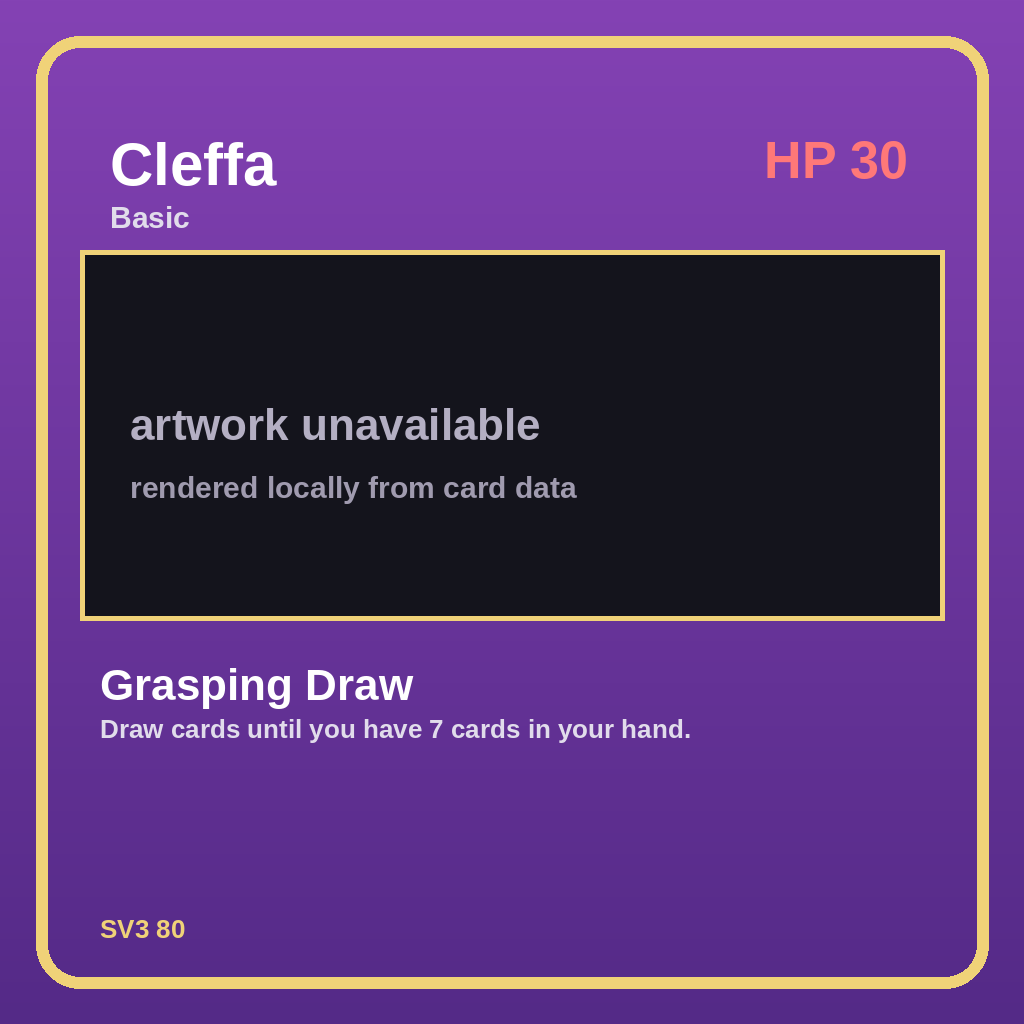 Cleffa
HP 30
Basic
artwork unavailable
rendered locally from card data
Grasping Draw
Draw cards until you have 7 cards in your hand.
SV3 80